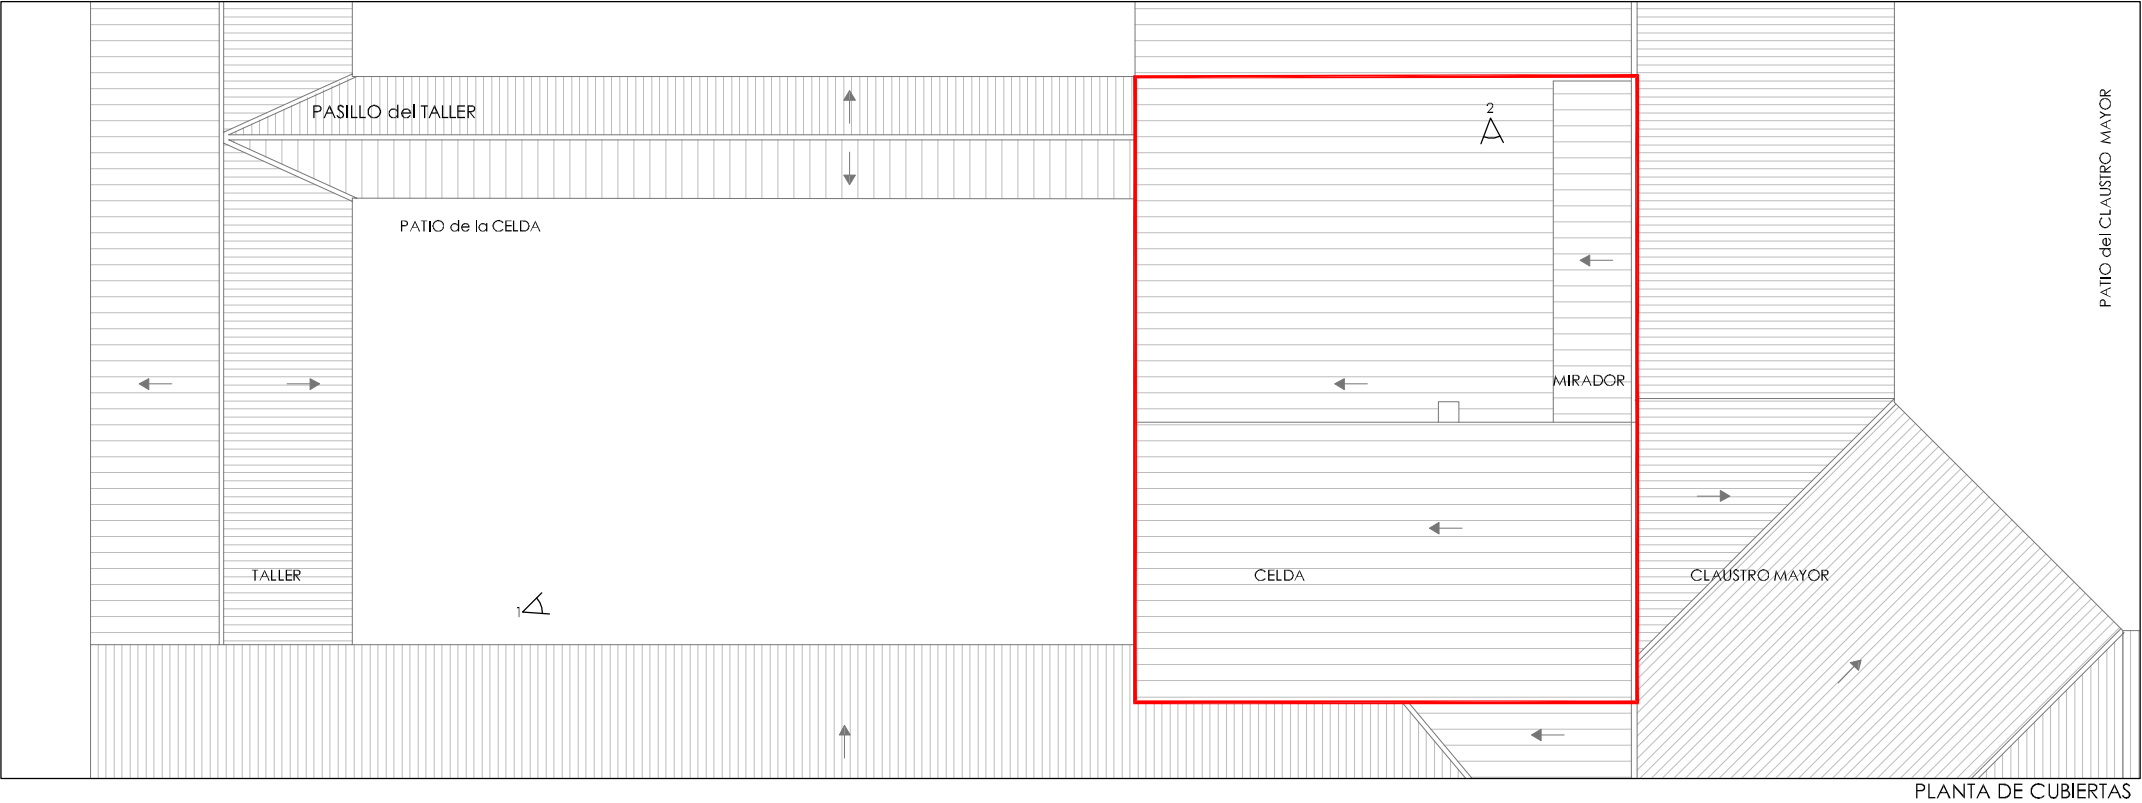 PASILLO del TALLER
2
PATIO del CLAUSTRO MAYOR
PATIO de la CELDA
MIRADOR
TALLER
CELDA
CLAUSTRO MAYOR
1
PLANTA DE CUBIERTAS